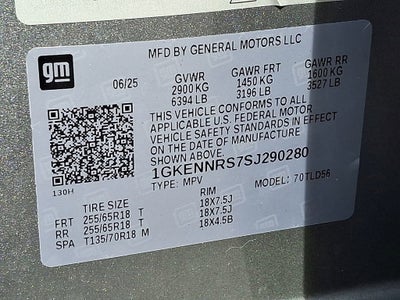 gm
MFD BY GENERAL MOTORS LLC
06/25 GVWR GAWR FRT GAWR RR
2900 KG 1450 KG 1600 KG
6394 LB 3196 LB 3527 LB
THIS VEHICLE CONFORMS TO ALL
APPLICABLE U.S. FEDERAL MOTOR
VEHICLE SAFETY STANDARDS IN EFFECT
ON THE DATE OF MANUFACTURE
SHOWN ABOVE
1GKENNRS7SJ290280
130H TYPE: MPV MODEL: 70TLD56
TIRE SIZE RIM
FRT 255/65R18 T 18X7.5J
RR 255/65R18 T 18X7.5J
SPA T135/70R18 M 18X4.5B